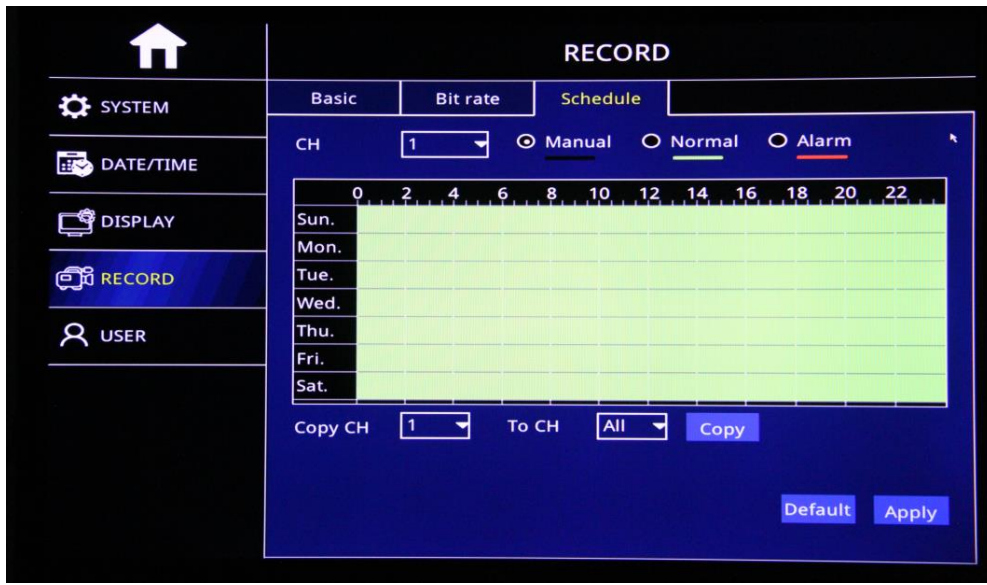 RECORD
SYSTEM
DATE/TIME
DISPLAY
RECORD
USER
Basic Bit rate Schedule
CH 1 Manual Normal Alarm
0 2 4 6 8 10 12 14 16 18 20 22
Sun.
Mon.
Tue.
Wed.
Thu.
Fri.
Sat.
Copy CH 1 To CH All Copy
Default Apply